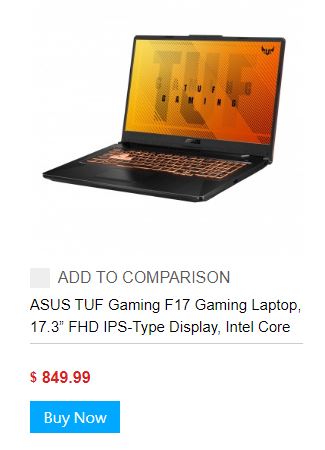 TUF
TUF
GAMING
ADD TO COMPARISON
ASUS TUF Gaming F17 Gaming Laptop,
17.3” FHD IPS-Type Display, Intel Core
$ 849.99
Buy Now